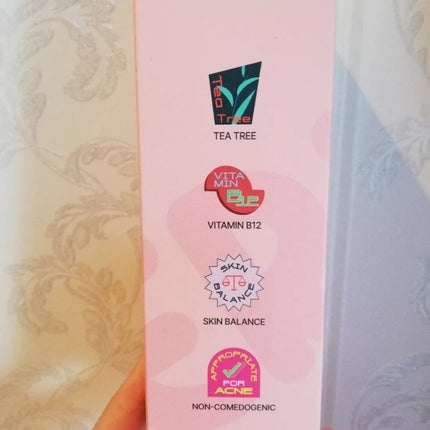 Tea
Tree
TEA TREE
VITA
MIN
B12
VITAMIN B12
SKIN
BALANCE
SKIN BALANCE
APPROPRIATE
FOR
ACNE
NON-COMEDOGENIC